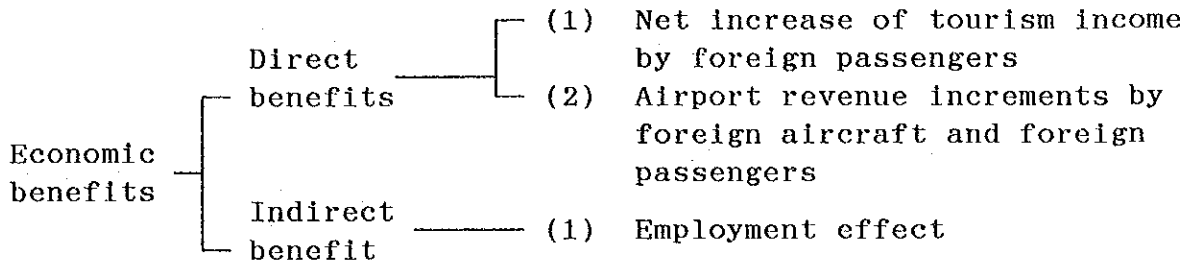 (1) Net increase of tourism income
by foreign passengers
Direct
benefits
(2) Airport revenue increments by
foreign aircraft and foreign
passengers
Economic
benefits
Indirect
benefit
(1) Employment effect